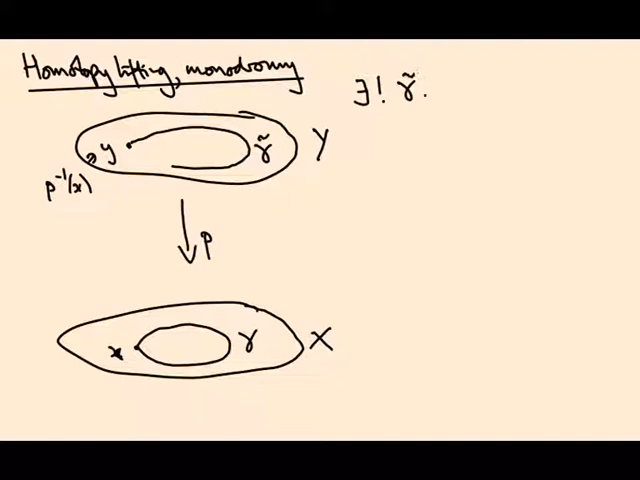 Homotopy lifting, monodromy
∃! γ̃.
y γ̃ Y
p⁻¹(x)
p
x γ X